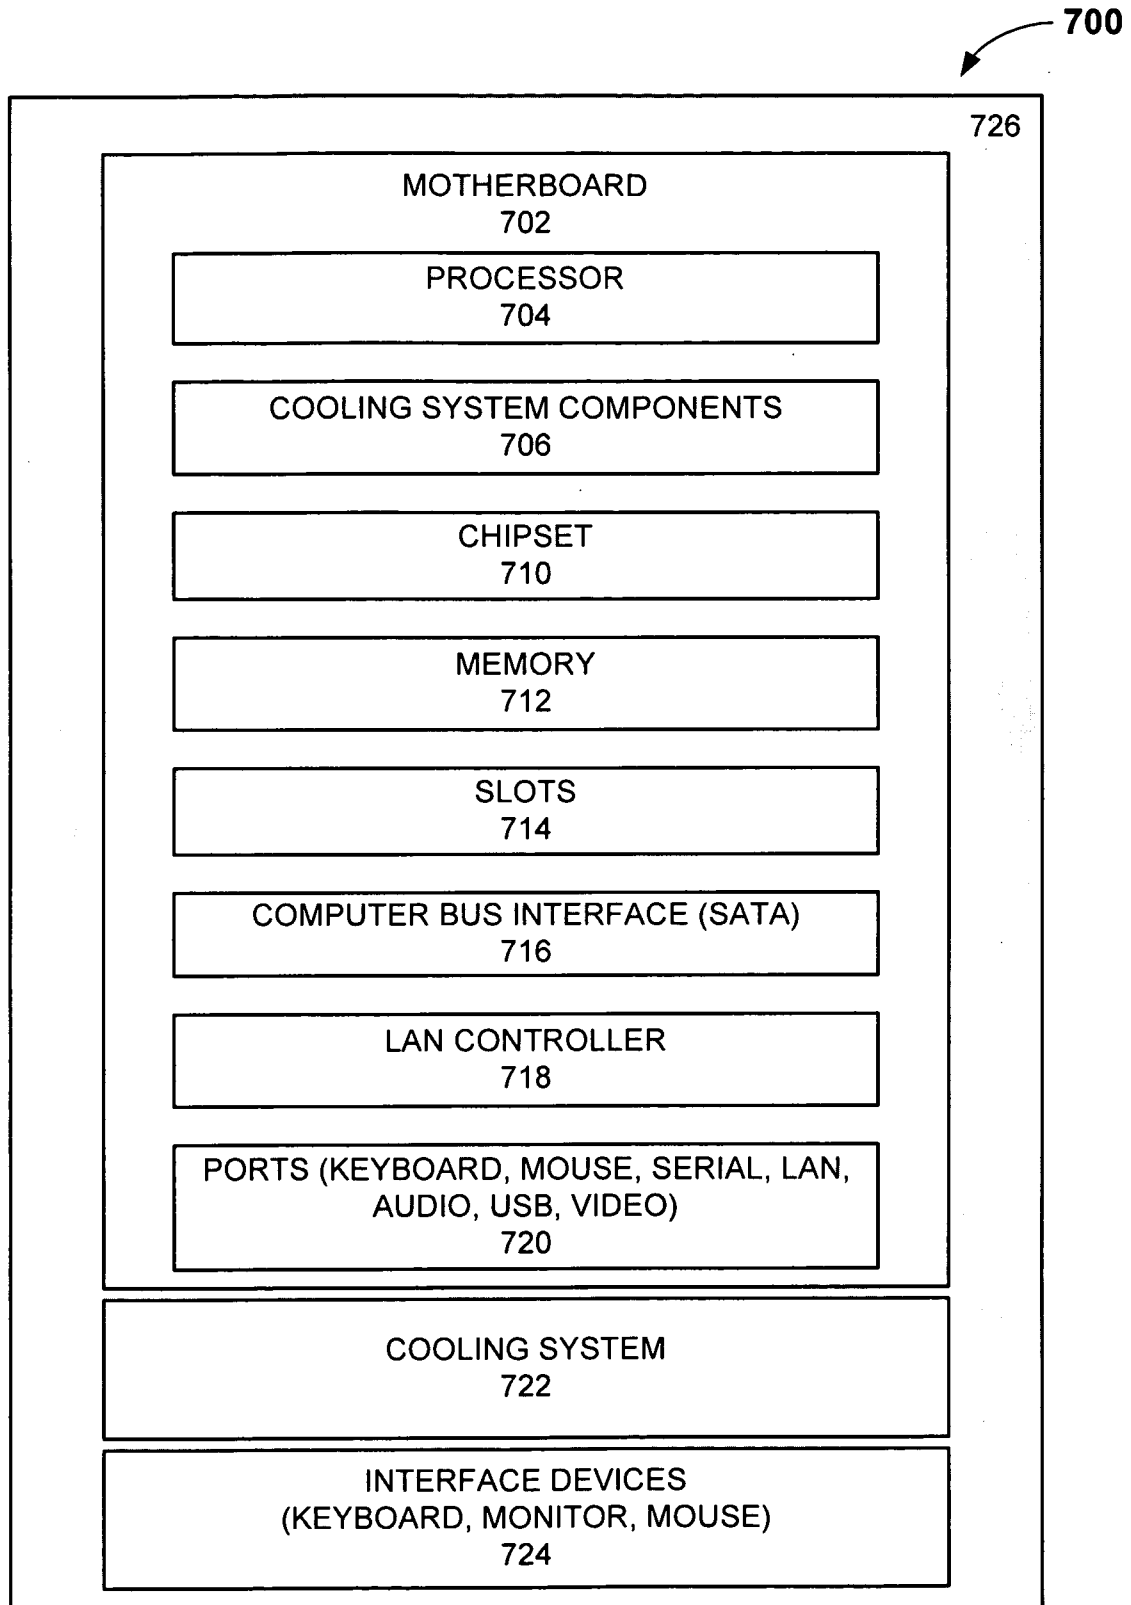 700
726
MOTHERBOARD
702
PROCESSOR
704
COOLING SYSTEM COMPONENTS
706
CHIPSET
710
MEMORY
712
SLOTS
714
COMPUTER BUS INTERFACE (SATA)
716
LAN CONTROLLER
718
PORTS (KEYBOARD, MOUSE, SERIAL, LAN,
AUDIO, USB, VIDEO)
720
COOLING SYSTEM
722
INTERFACE DEVICES
(KEYBOARD, MONITOR, MOUSE)
724